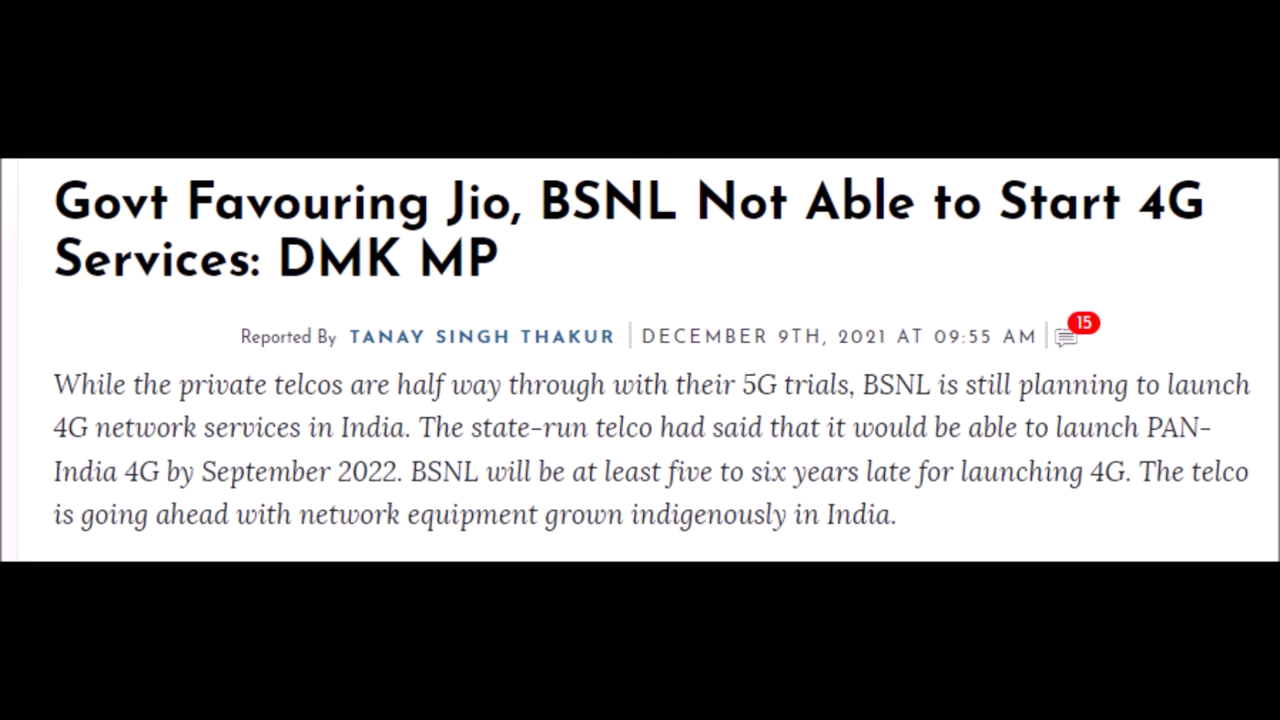 Govt Favouring Jio, BSNL Not Able to Start 4G
Services: DMK MP
Reported By TANAY SINGH THAKUR | DECEMBER 9TH, 2021 AT 09:55 AM | 15
While the private telcos are half way through with their 5G trials, BSNL is still planning to launch
4G network services in India. The state-run telco had said that it would be able to launch PAN-
India 4G by September 2022. BSNL will be at least five to six years late for launching 4G. The telco
is going ahead with network equipment grown indigenously in India.